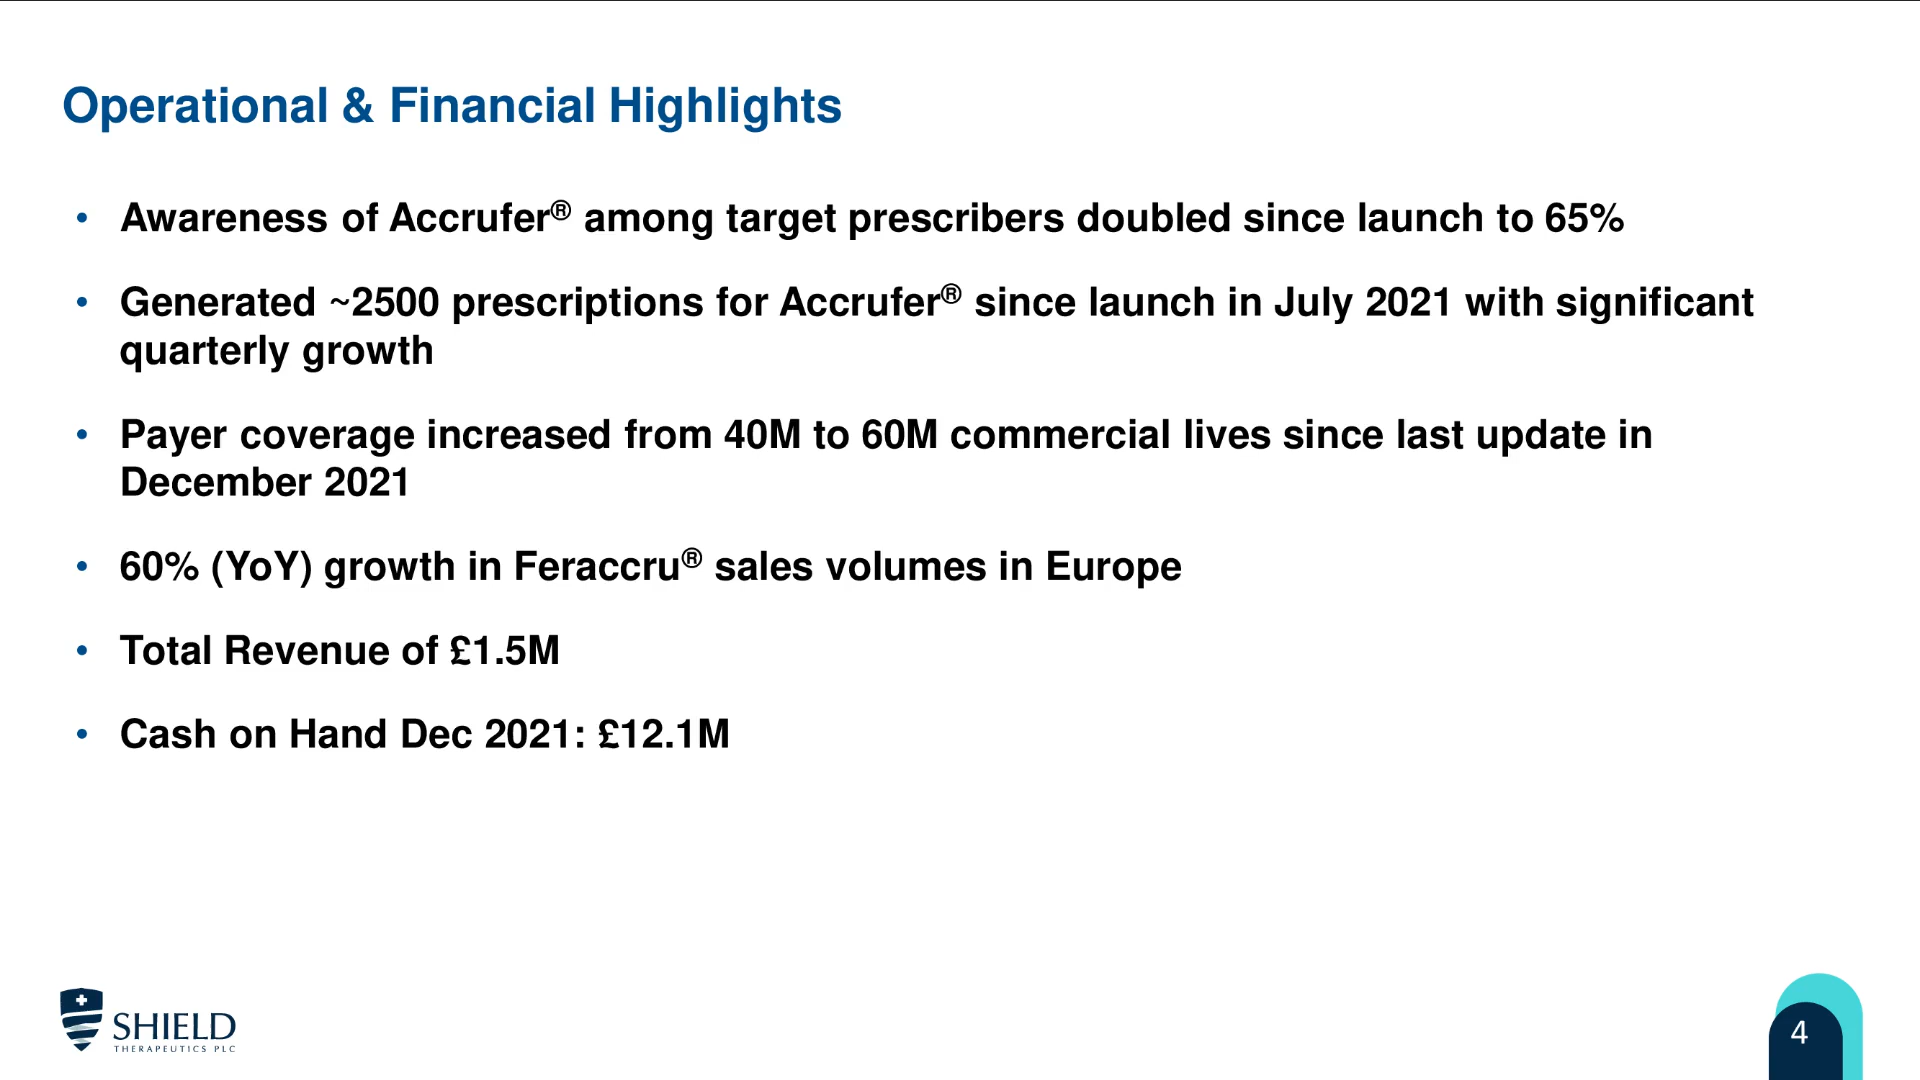 Operational & Financial Highlights
• Awareness of Accrufer® among target prescribers doubled since launch to 65%
• Generated ~2500 prescriptions for Accrufer® since launch in July 2021 with significant
quarterly growth
• Payer coverage increased from 40M to 60M commercial lives since last update in
December 2021
• 60% (YoY) growth in Feraccru® sales volumes in Europe
• Total Revenue of £1.5M
• Cash on Hand Dec 2021: £12.1M
SHIELD
THERAPEUTICS PLC
4